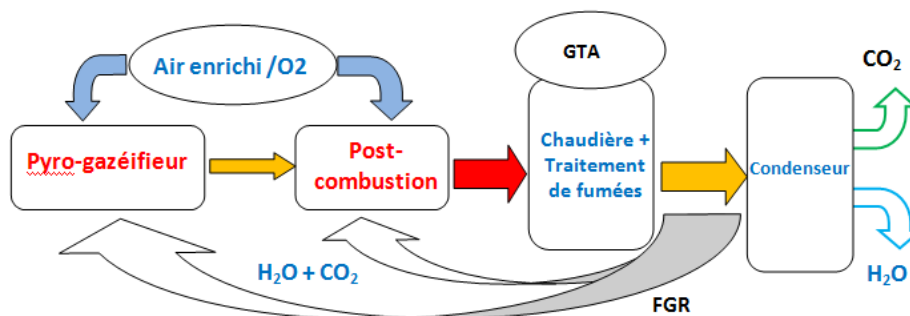 Air enrichi /O2
GTA
CO₂
Pyro-gazéifieur
Post-
combustion
Chaudière +
Traitement
de fumées
Condenseur
H₂O + CO₂
FGR
H₂O